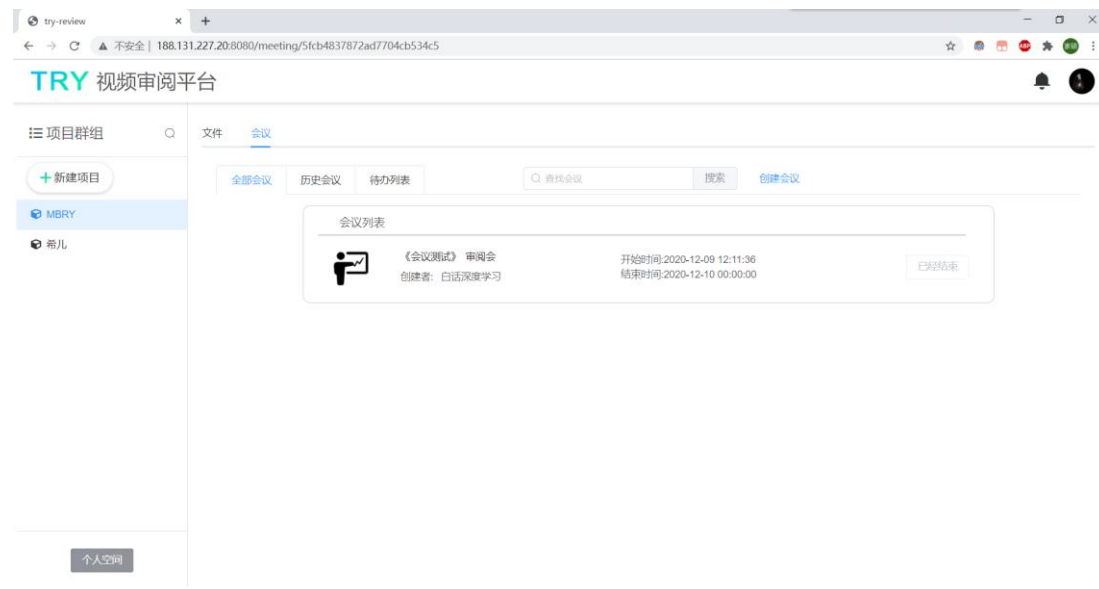 try-review
不安全 | 188.131.227.20:8080/meeting/5fcb4837872ad7704cb534c5
ABP
TRY 视频审阅平台
项目群组
文件 会议
新建项目
全部会议 历史会议 待办列表 查找会议 搜索 创建会议
MBRY
会议列表
希儿
《会议测试》 审阅会
开始时间:2020-12-09 12:11:36
已经结束
创建者: 白话深度学习
结束时间:2020-12-10 00:00:00
个人空间